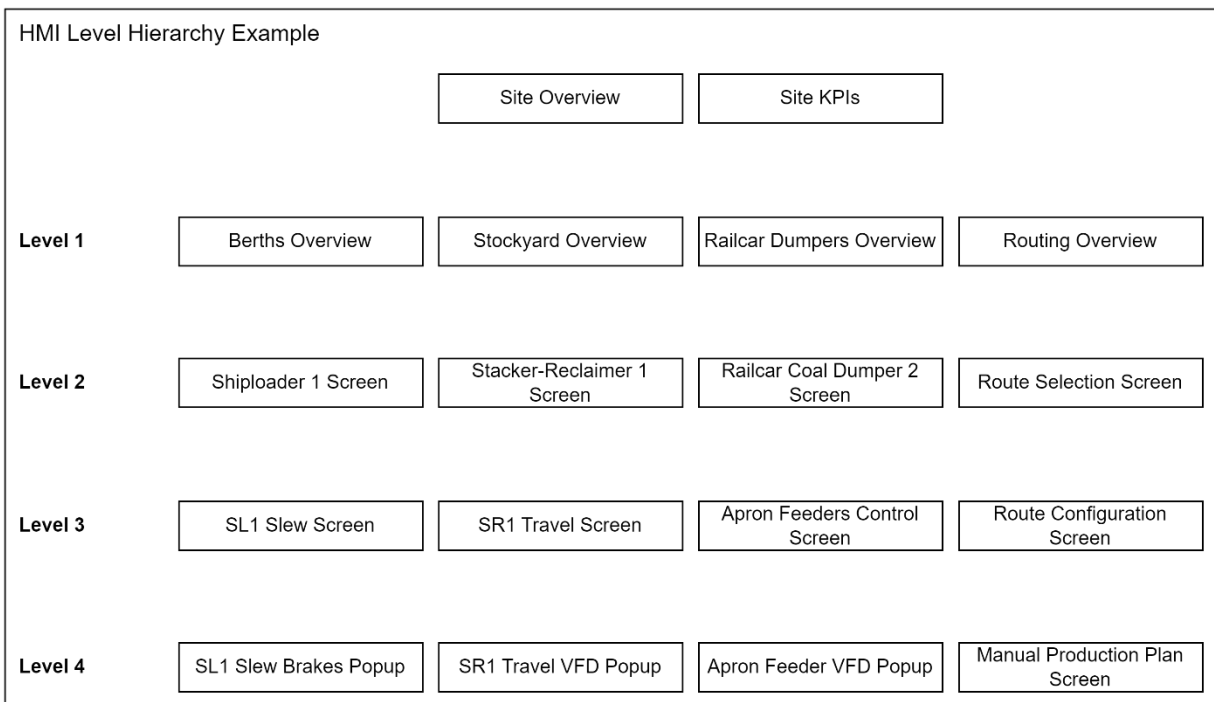 HMI Level Hierarchy Example
Site Overview
Site KPIs
Level 1
Berths Overview
Stockyard Overview
Railcar Dumpers Overview
Routing Overview
Level 2
Shiploader 1 Screen
Stacker-Reclaimer 1
Screen
Railcar Coal Dumper 2
Screen
Route Selection Screen
Level 3
SL1 Slew Screen
SR1 Travel Screen
Apron Feeders Control
Screen
Route Configuration
Screen
Level 4
SL1 Slew Brakes Popup
SR1 Travel VFD Popup
Apron Feeder VFD Popup
Manual Production Plan
Screen